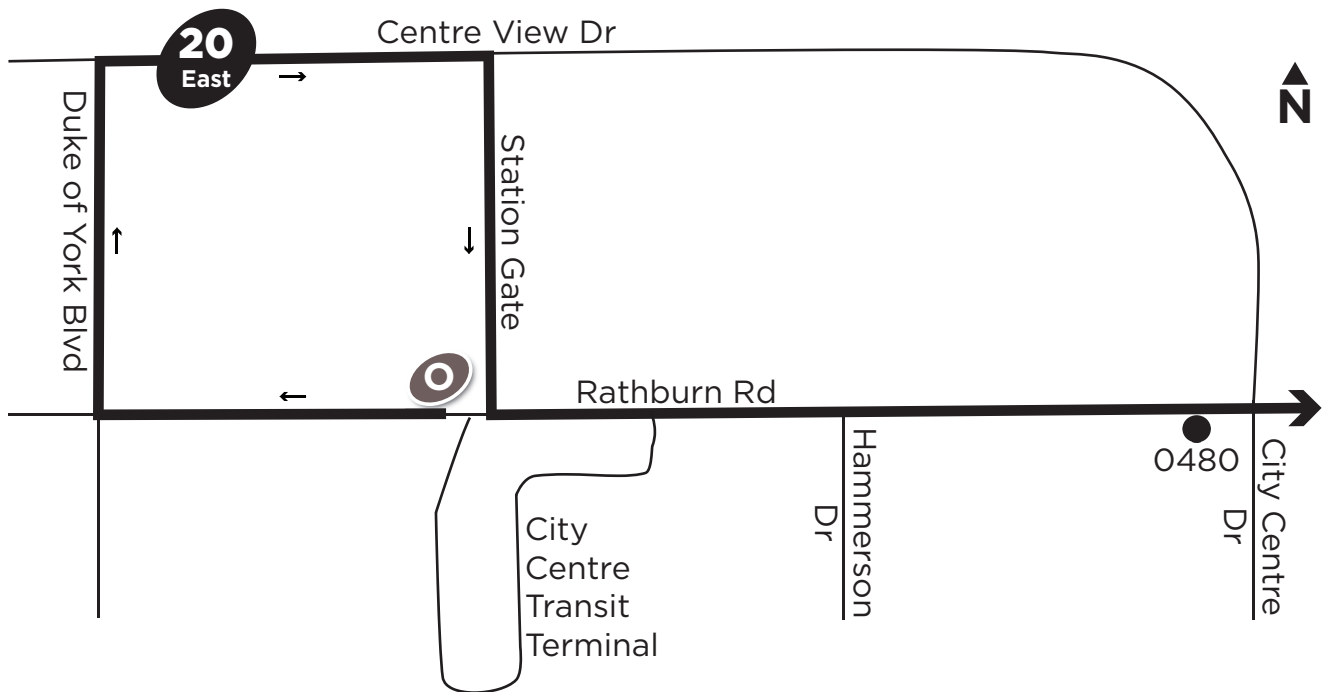 Centre View Dr
20
East
N
Duke of York Blvd
Station Gate
Rathburn Rd
0480
Hammerson
Dr
City Centre
Dr
City
Centre
Transit
Terminal